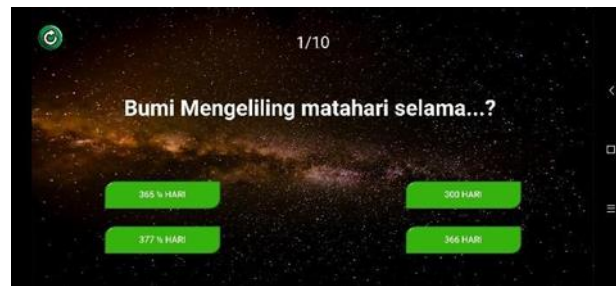 1/10
Bumi Mengeliling matahari selama...?
365 ¼ HARI
300 HARI
377 ¼ HARI
366 HARI